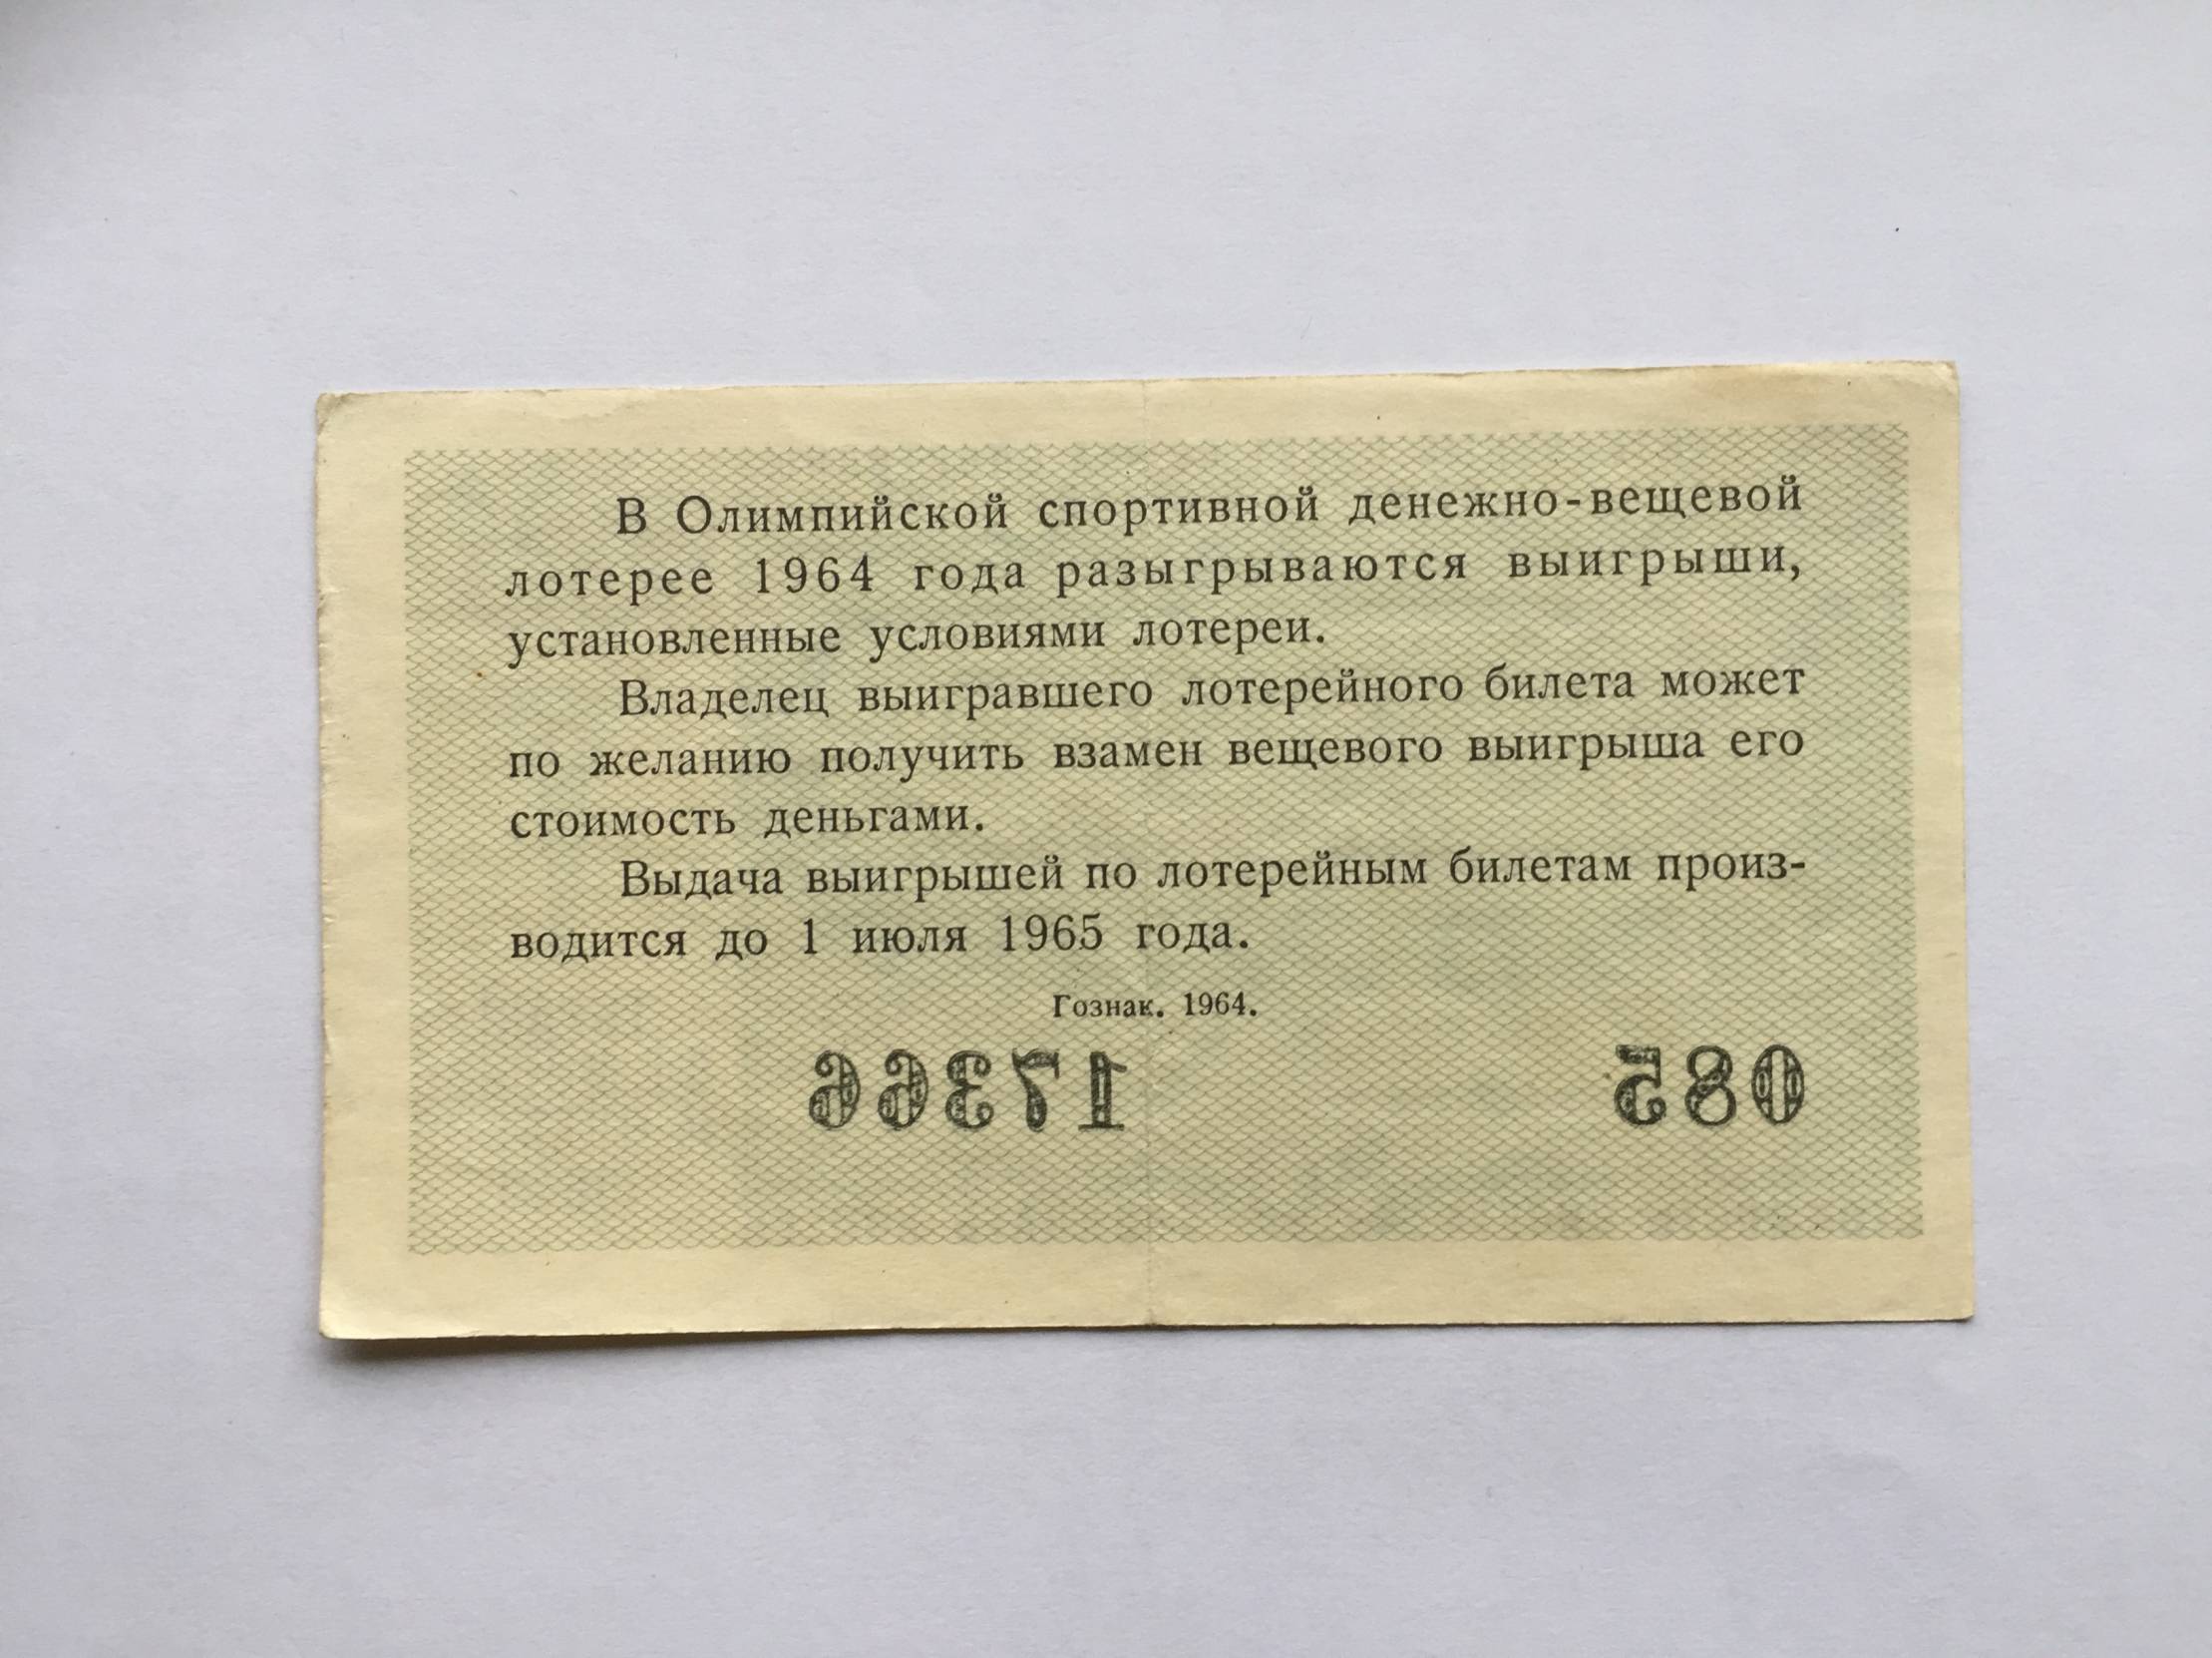 В Олимпийской спортивной денежно-вещевой
лотерее 1964 года разыгрываются выигрыши,
установленные условиями лотереи.
Владелец выигравшего лотерейного билета может
по желанию получить взамен вещевого выигрыша его
стоимость деньгами.
Выдача выигрышей по лотерейным билетам произ-
водится до 1 июля 1965 года.
Гознак. 1964.
085 17366